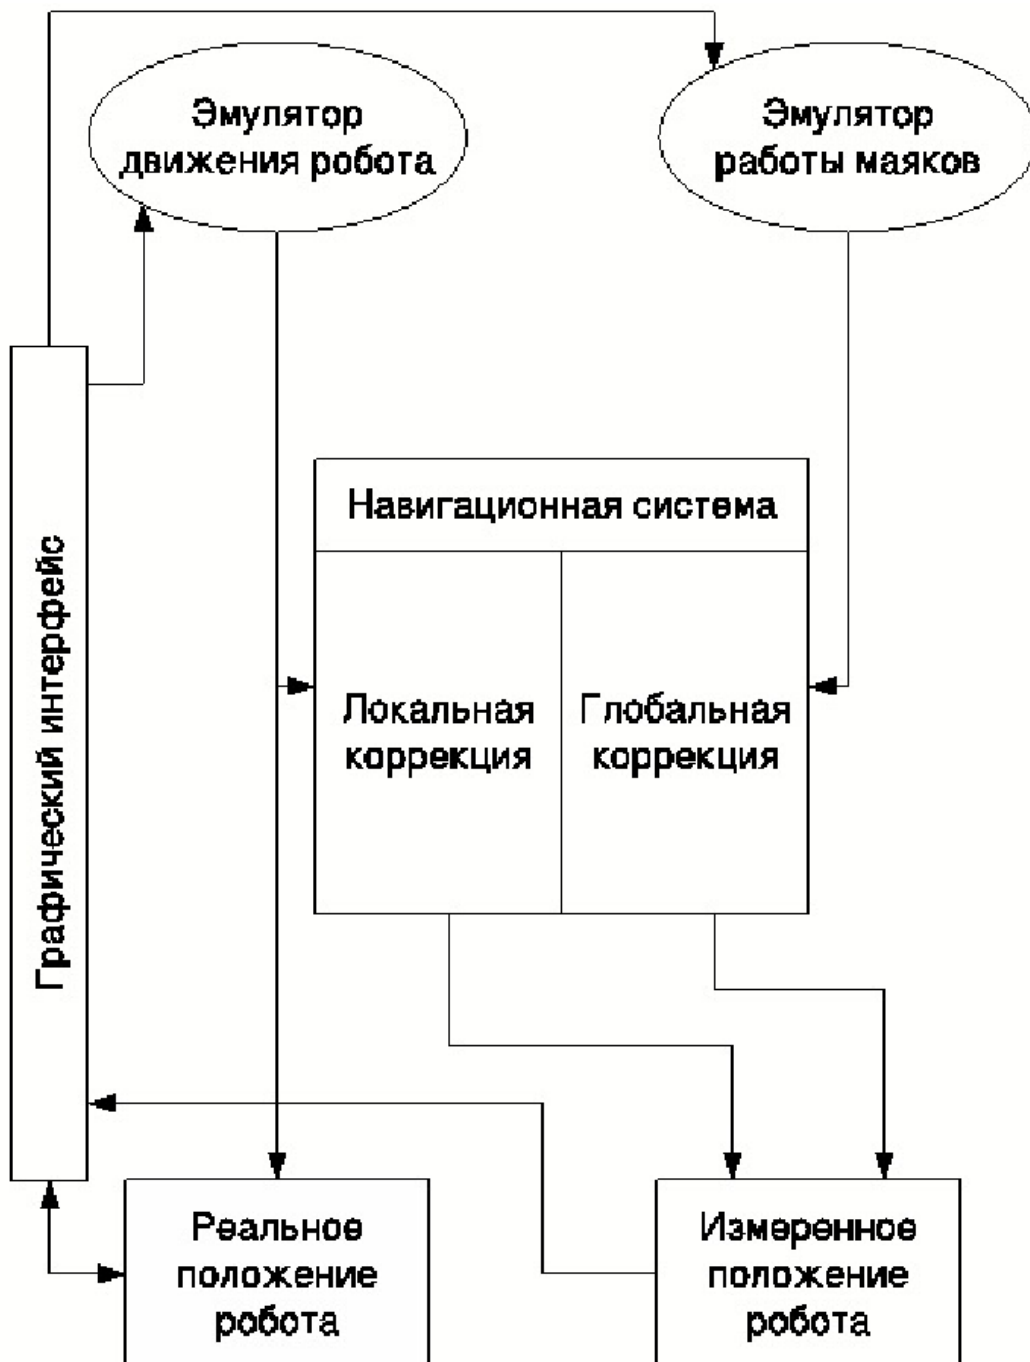 Эмулятор
движения робота
Эмулятор
работы маяков
Навигационная система
Графический интерфейс
Локальная
коррекция
Глобальная
коррекция
Реальное
положение
робота
Измеренное
положение
робота